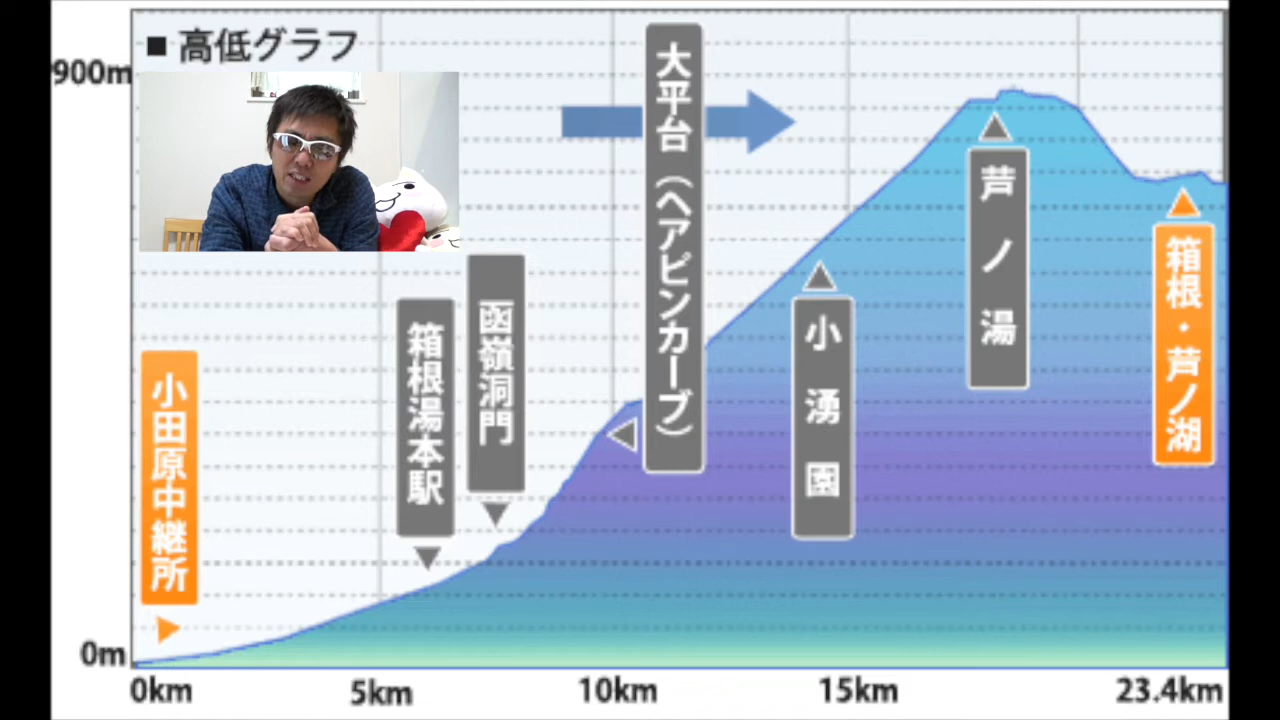 ■ 高低グラフ
900m
0m
小田原中継所
箱根湯本駅
函嶺洞門
大平台（ヘアピンカーブ）
小湧園
芦ノ湯
箱根・芦ノ湖
0km
5km
10km
15km
23.4km